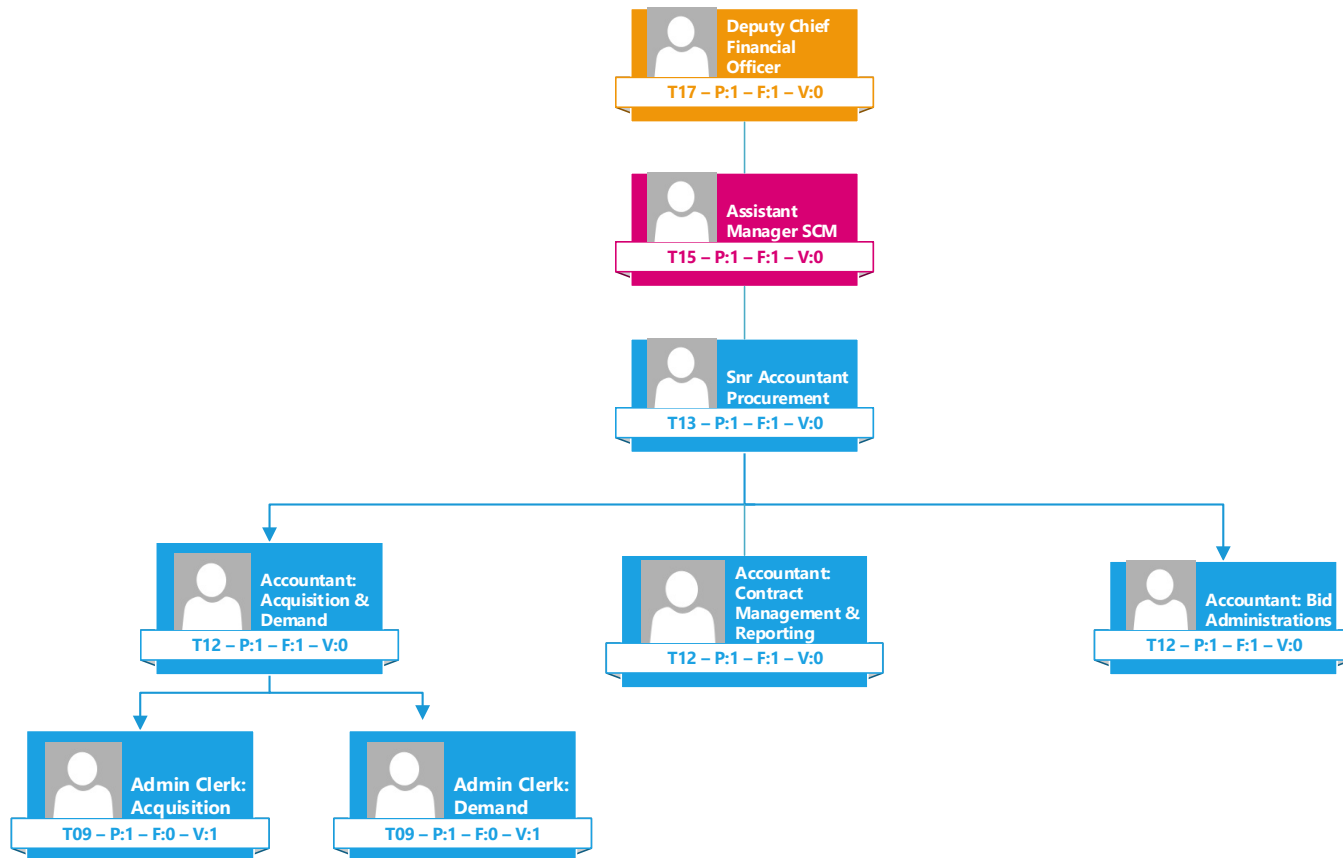 Deputy Chief
Financial
Officer
T17 – P:1 – F:1 – V:0
Assistant
Manager SCM
T15 – P:1 – F:1 – V:0
Snr Accountant
Procurement
T13 – P:1 – F:1 – V:0
Accountant:
Acquisition &
Demand
T12 – P:1 – F:1 – V:0
Accountant:
Contract
Management &
Reporting
T12 – P:1 – F:1 – V:0
Accountant: Bid
Administrations
T12 – P:1 – F:1 – V:0
Admin Clerk:
Acquisition
T09 – P:1 – F:0 – V:1
Admin Clerk:
Demand
T09 – P:1 – F:0 – V:1